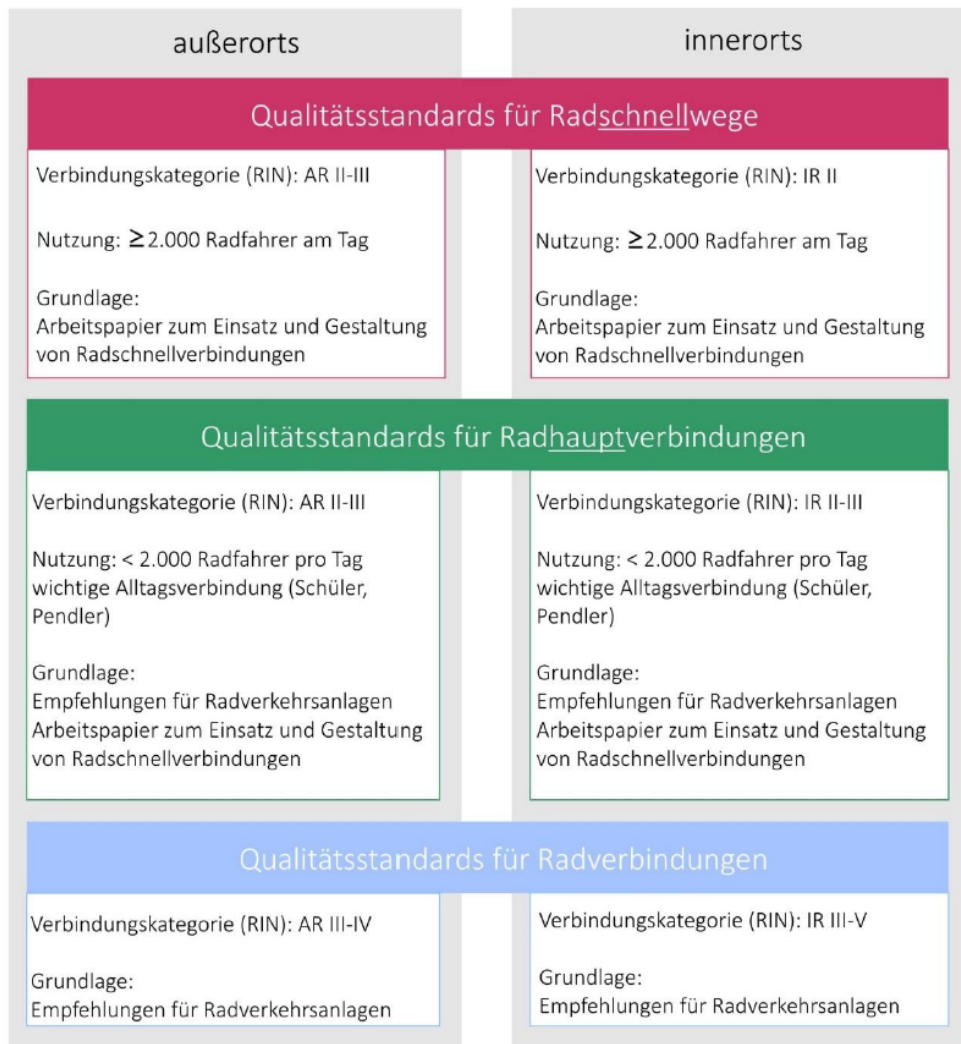 außerorts
innerorts
Qualitätsstandards für Radschnellwege
Verbindungskategorie (RIN): AR II-III
Nutzung: ≥2.000 Radfahrer am Tag
Grundlage:
Arbeitspapier zum Einsatz und Gestaltung
von Radschnellverbindungen
Verbindungskategorie (RIN): IR II
Nutzung: ≥2.000 Radfahrer am Tag
Grundlage:
Arbeitspapier zum Einsatz und Gestaltung
von Radschnellverbindungen
Qualitätsstandards für Radhauptverbindungen
Verbindungskategorie (RIN): AR II-III
Nutzung: < 2.000 Radfahrer pro Tag
wichtige Alltagsverbindung (Schüler,
Pendler)
Grundlage:
Empfehlungen für Radverkehrsanlagen
Arbeitspapier zum Einsatz und Gestaltung
von Radschnellverbindungen
Verbindungskategorie (RIN): IR II-III
Nutzung: < 2.000 Radfahrer pro Tag
wichtige Alltagsverbindung (Schüler,
Pendler)
Grundlage:
Empfehlungen für Radverkehrsanlagen
Arbeitspapier zum Einsatz und Gestaltung
von Radschnellverbindungen
Qualitätsstandards für Radverbindungen
Verbindungskategorie (RIN): AR III-IV
Grundlage:
Empfehlungen für Radverkehrsanlagen
Verbindungskategorie (RIN): IR III-V
Grundlage:
Empfehlungen für Radverkehrsanlagen